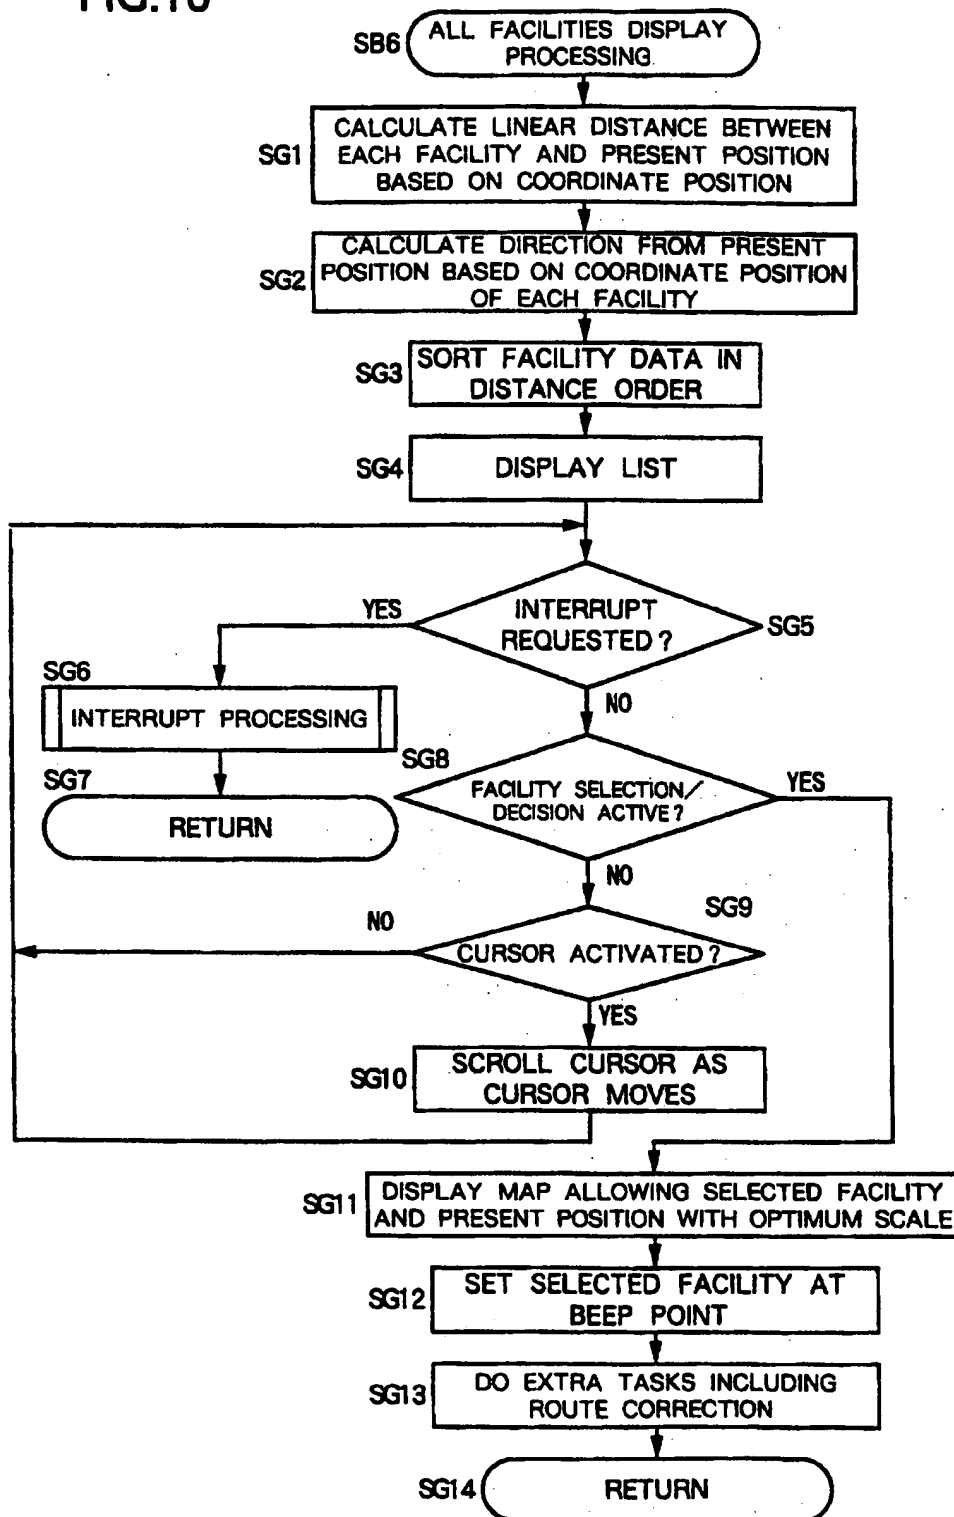 SB6
ALL FACILITIES DISPLAY
PROCESSING
SG1
CALCULATE LINEAR DISTANCE BETWEEN
EACH FACILITY AND PRESENT POSITION
BASED ON COORDINATE POSITION
SG2
CALCULATE DIRECTION FROM PRESENT
POSITION BASED ON COORDINATE POSITION
OF EACH FACILITY
SG3
SORT FACILITY DATA IN
DISTANCE ORDER
SG4
DISPLAY LIST
YES
INTERRUPT
REQUESTED?
SG5
SG6
NO
INTERRUPT PROCESSING
SG7
RETURN
SG8
FACILITY SELECTION/
DECISION ACTIVE?
YES
NO
SG9
NO
CURSOR ACTIVATED?
YES
SG10
SCROLL CURSOR AS
CURSOR MOVES
SG11
DISPLAY MAP ALLOWING SELECTED FACILITY
AND PRESENT POSITION WITH OPTIMUM SCALE
SG12
SET SELECTED FACILITY AT
BEEP POINT
SG13
DO EXTRA TASKS INCLUDING
ROUTE CORRECTION
SG14
RETURN